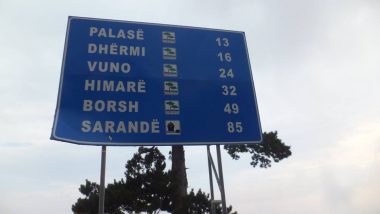 PALASË 13
DHËRMI 16
VUNO 24
HIMARË 32
BORSH 49
SARANDË 85